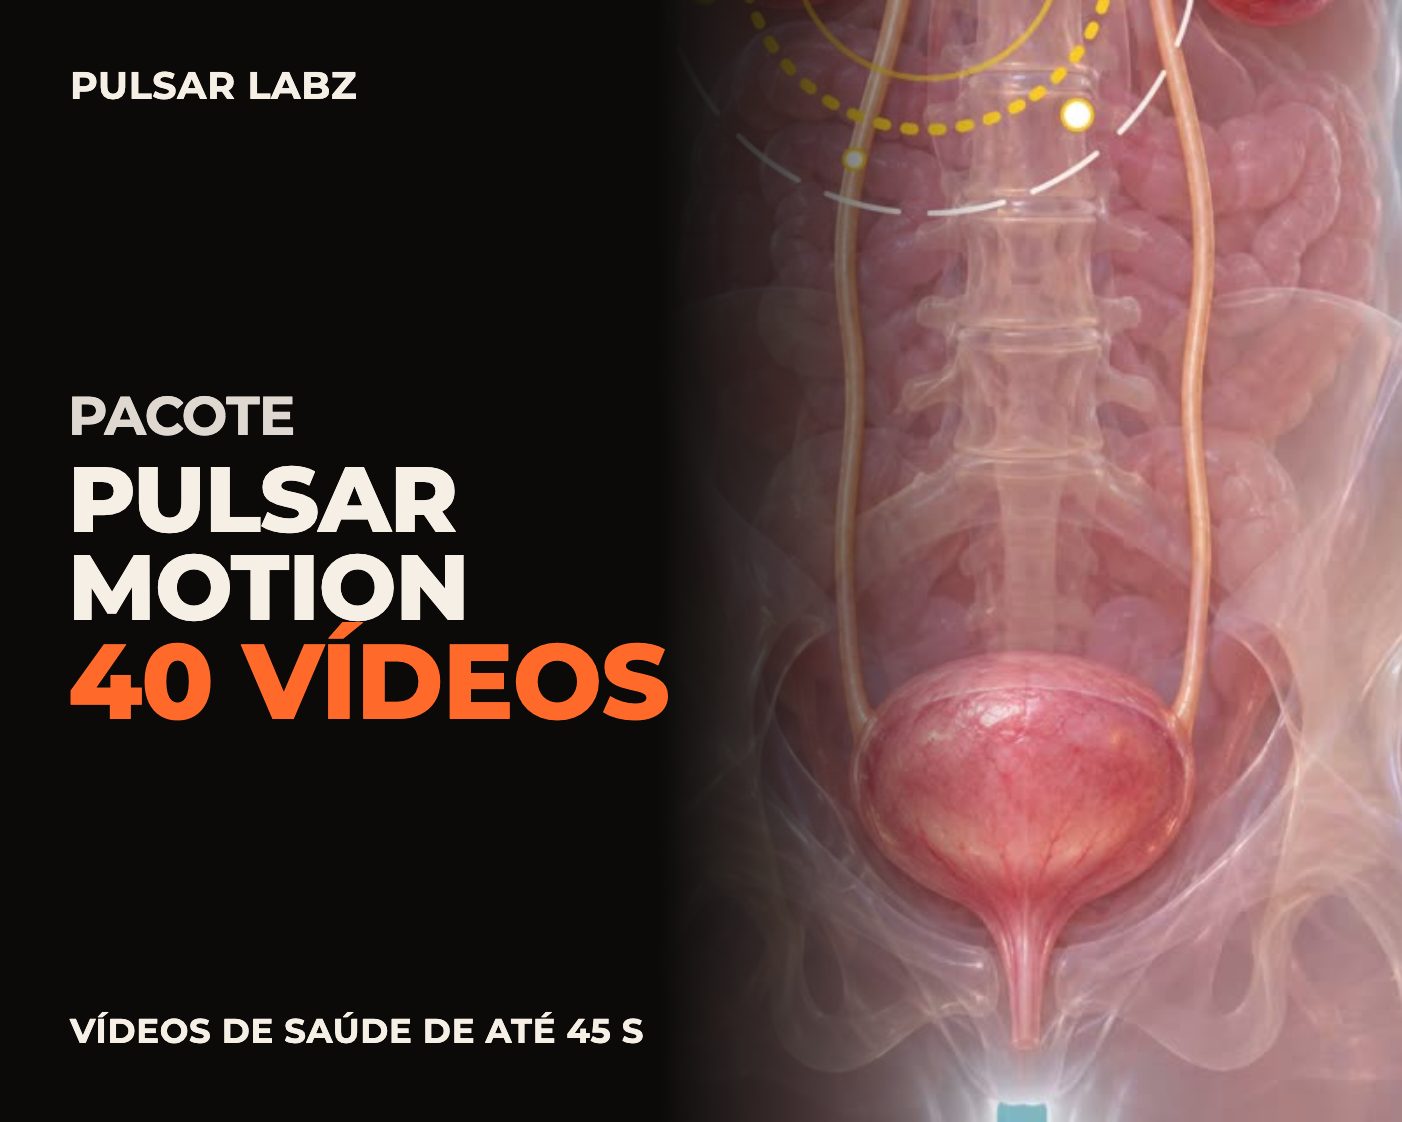 PULSAR LABZ
PACOTE
PULSAR
MOTION
40 VÍDEOS
VÍDEOS DE SAÚDE DE ATÉ 45 S